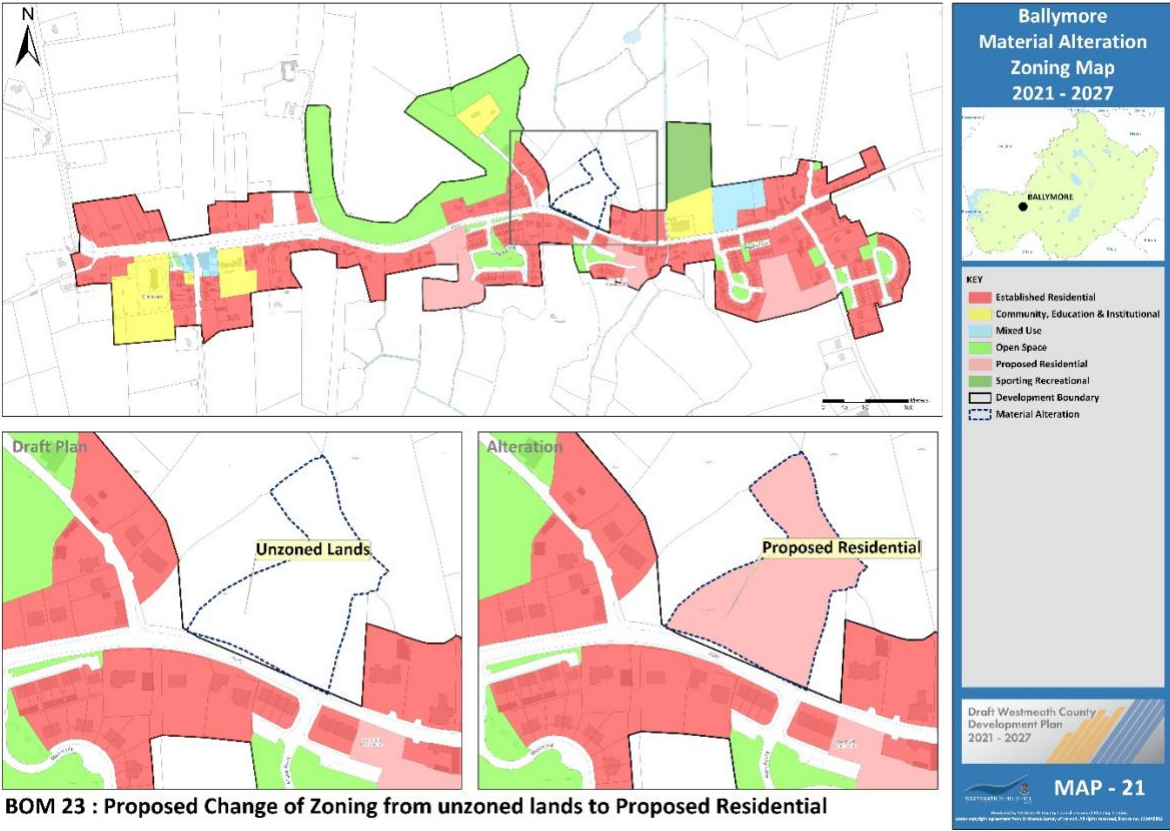 N
Ballymore
Material Alteration
Zoning Map
2021 - 2027
BALLYMORE
KEY
Established Residential
Community, Education & Institutional
Mixed Use
Open Space
Proposed Residential
Sporting Recreational
Development Boundary
Material Alteration
Draft Plan
Unzoned Lands
Alteration
Proposed Residential
Draft Westmeath County
Development Plan
2021 - 2027
MAP - 21
BOM 23 : Proposed Change of Zoning from unzoned lands to Proposed Residential